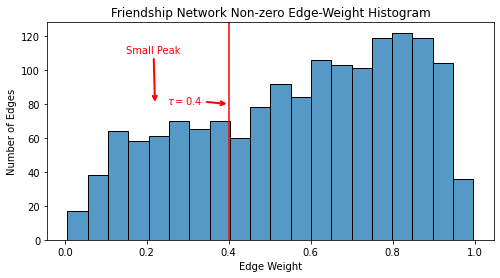 Friendship Network Non-zero Edge-Weight Histogram
120
100
80
60
40
20
0
Number of Edges
Small Peak
τ = 0.4
0.0 0.2 0.4 0.6 0.8 1.0
Edge Weight